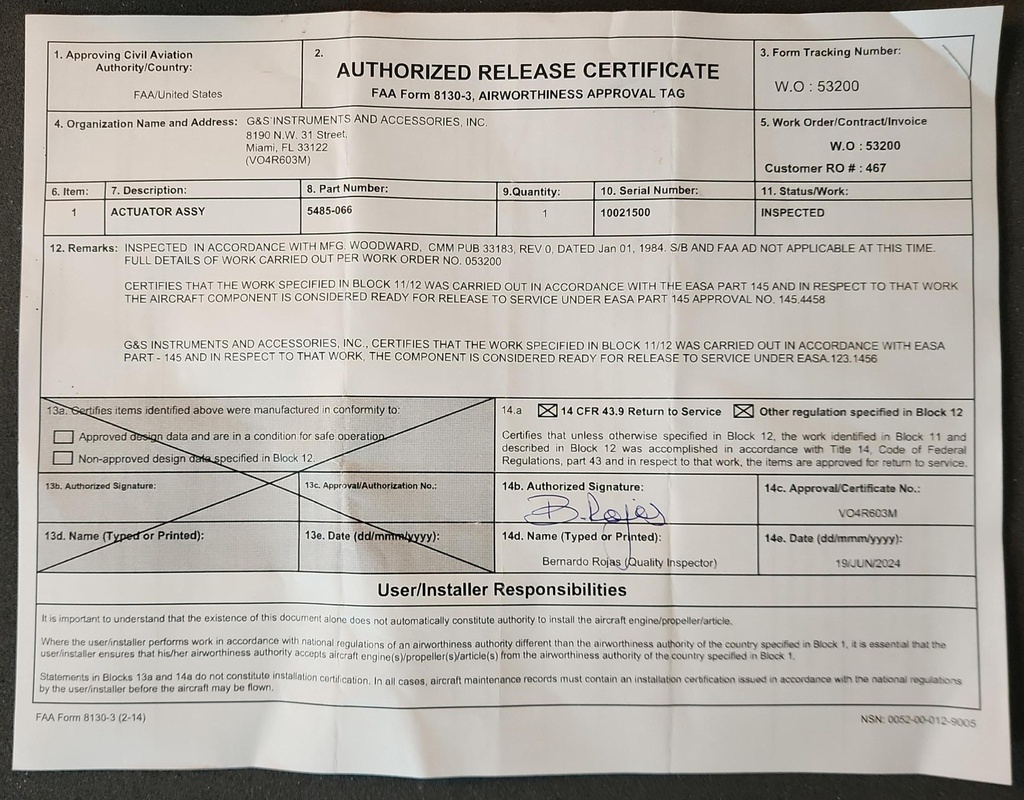 1. Approving Civil Aviation
Authority/Country:
FAA/United States
2.
AUTHORIZED RELEASE CERTIFICATE
FAA Form 8130-3, AIRWORTHINESS APPROVAL TAG
3. Form Tracking Number:
W.O : 53200
4. Organization Name and Address: G&S INSTRUMENTS AND ACCESSORIES, INC.
8190 N.W. 31 Street,
Miami, FL 33122
(VO4R603M)
5. Work Order/Contract/Invoice
W.O : 53200
Customer RO # : 467
6. Item: 7. Description: 8. Part Number: 9.Quantity: 10. Serial Number: 11. Status/Work:
1 ACTUATOR ASSY 5485-066 1 10021500 INSPECTED
12. Remarks: INSPECTED IN ACCORDANCE WITH MFG. WOODWARD, CMM PUB 33183, REV 0, DATED Jan 01, 1984. S/B AND FAA AD NOT APPLICABLE AT THIS TIME.
FULL DETAILS OF WORK CARRIED OUT PER WORK ORDER NO. 053200
CERTIFIES THAT THE WORK SPECIFIED IN BLOCK 11/12 WAS CARRIED OUT IN ACCORDANCE WITH THE EASA PART 145 AND IN RESPECT TO THAT WORK
THE AIRCRAFT COMPONENT IS CONSIDERED READY FOR RELEASE TO SERVICE UNDER EASA PART 145 APPROVAL NO. 145.4458
G&S INSTRUMENTS AND ACCESSORIES, INC., CERTIFIES THAT THE WORK SPECIFIED IN BLOCK 11/12 WAS CARRIED OUT IN ACCORDANCE WITH EASA
PART - 145 AND IN RESPECT TO THAT WORK, THE COMPONENT IS CONSIDERED READY FOR RELEASE TO SERVICE UNDER EASA.123.1456
13a. Certifies items identified above were manufactured in conformity to:
Approved design data and are in a condition for safe operation.
Non-approved design data specified in Block 12.
14.a 14 CFR 43.9 Return to Service Other regulation specified in Block 12
Certifies that unless otherwise specified in Block 12, the work identified in Block 11 and
described in Block 12 was accomplished in accordance with Title 14, Code of Federal
Regulations, part 43 and in respect to that work, the items are approved for return to service.
13b. Authorized Signature: 13c. Approval/Authorization No.:
14b. Authorized Signature:
B. Rojas
14c. Approval/Certificate No.:
VO4R603M
13d. Name (Typed or Printed): 13e. Date (dd/mmm/yyyy):
14d. Name (Typed or Printed):
Bernardo Rojas (Quality Inspector)
14e. Date (dd/mmm/yyyy):
19/JUN/2024
User/Installer Responsibilities
It is important to understand that the existence of this document alone does not automatically constitute authority to install the aircraft engine/propeller/article.
Where the user/installer performs work in accordance with national regulations of an airworthiness authority different than the airworthiness authority of the country specified in Block 1, it is essential that the
user/installer ensures that his/her airworthiness authority accepts aircraft engine(s)/propeller(s)/article(s) from the airworthiness authority of the country specified in Block 1.
Statements in Blocks 13a and 14a do not constitute installation certification. In all cases, aircraft maintenance records must contain an installation certification issued in accordance with the national regulations
by the user/installer before the aircraft may be flown.
FAA Form 8130-3 (2-14)
NSN: 0052-00-012-9005